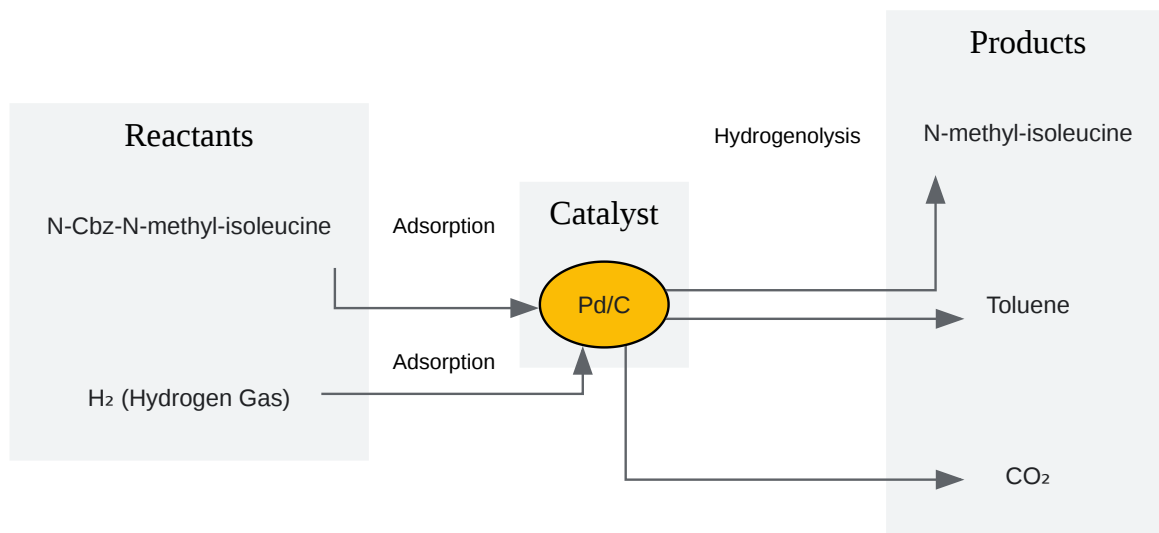 Reactants
N-Cbz-N-methyl-isoleucine
H₂ (Hydrogen Gas)
Adsorption
Adsorption
Catalyst
Pd/C
Hydrogenolysis
Products
N-methyl-isoleucine
Toluene
CO₂